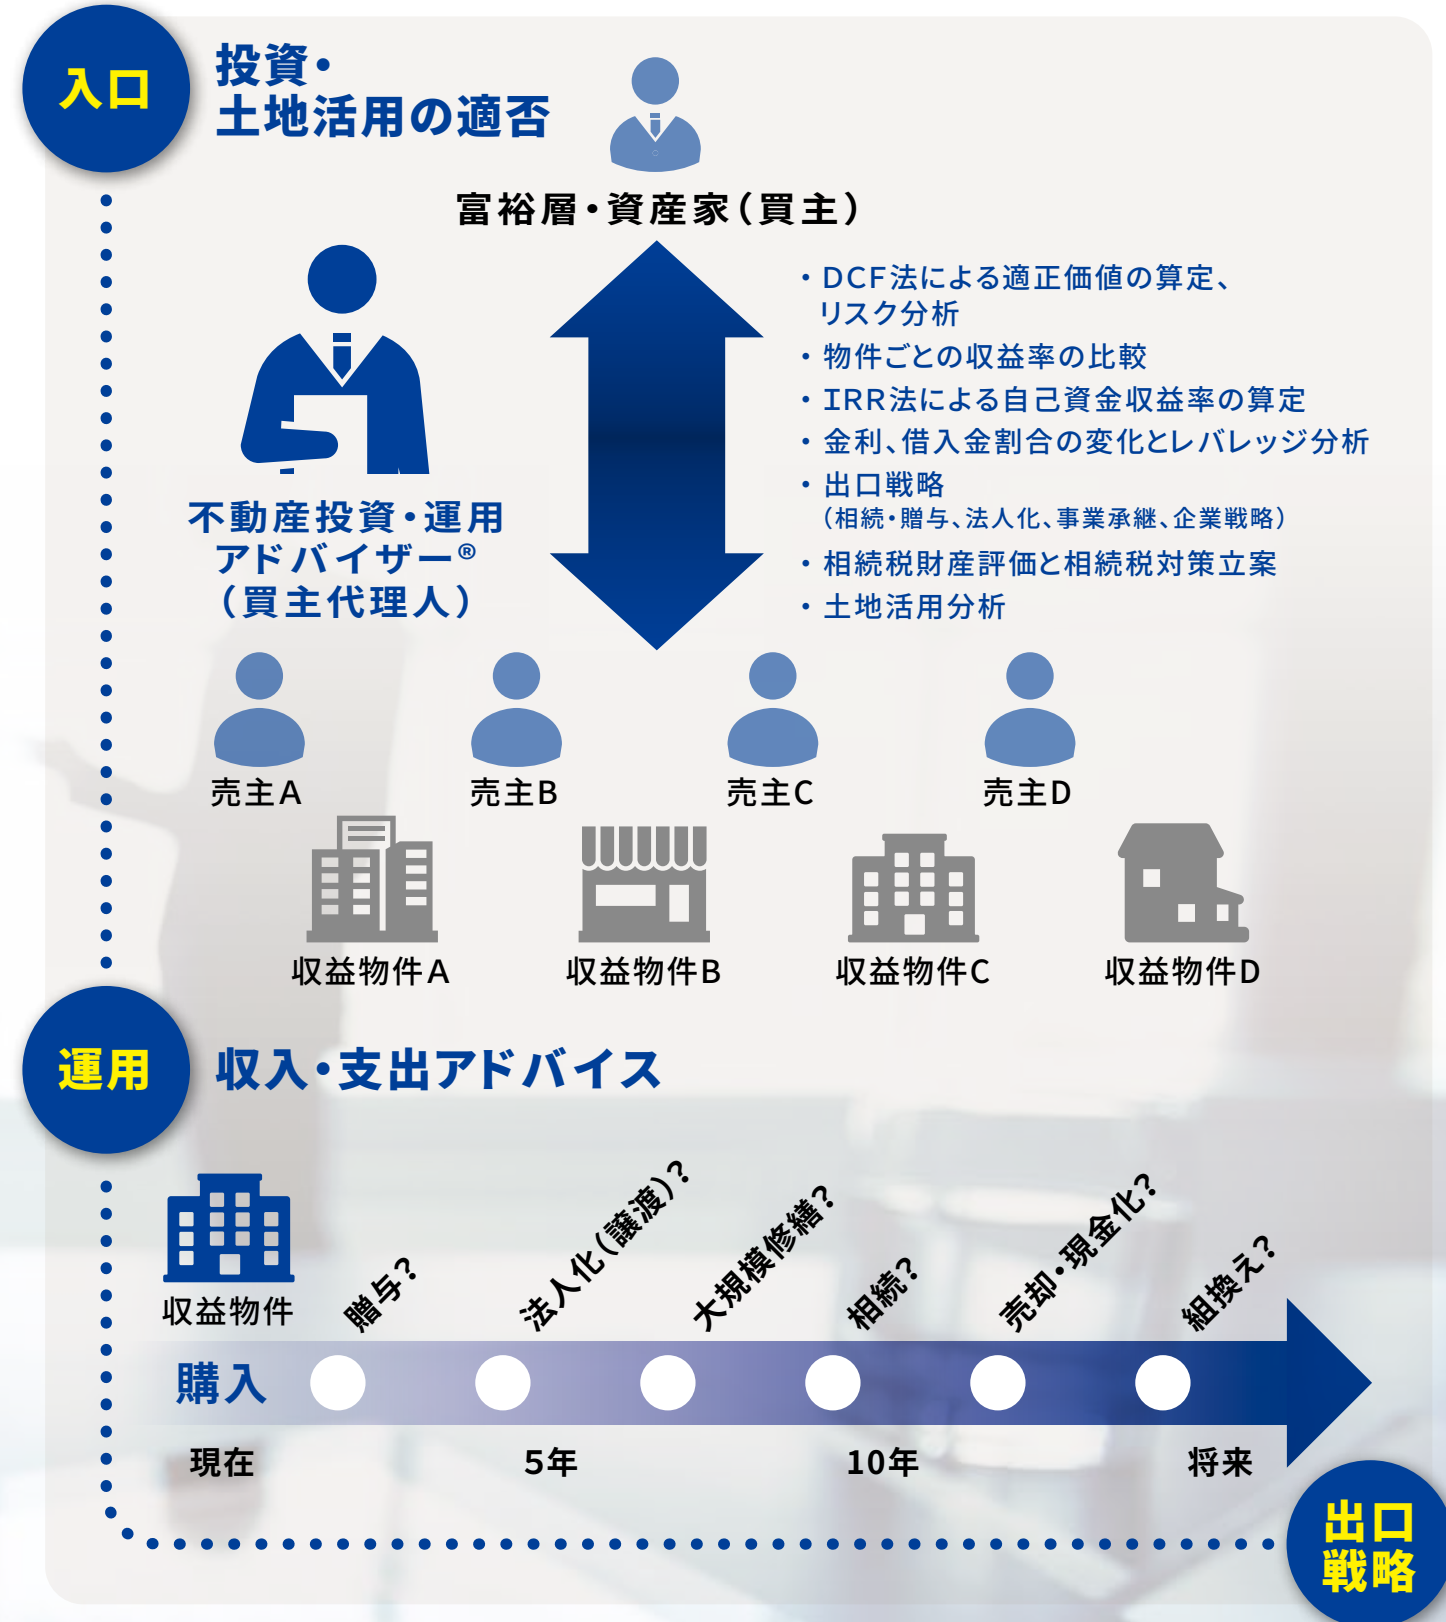 入口
投資・
土地活用の適否
富裕層・資産家(買主)
不動産投資・運用
アドバイザー®
(買主代理人)
・DCF法による適正価値の算定、
リスク分析
・物件ごとの収益率の比較
・IRR法による自己資金収益率の算定
・金利、借入金割合の変化とレバレッジ分析
・出口戦略
(相続・贈与、法人化、事業承継、企業戦略)
・相続税財産評価と相続税対策立案
・土地活用分析
売主A
売主B
売主C
売主D
収益物件A
収益物件B
収益物件C
収益物件D
運用
収入・支出アドバイス
収益物件
贈与?
法人化(譲渡)?
大規模修繕?
相続?
売却・現金化?
組換え?
購入
現在
5年
10年
将来
出口
戦略